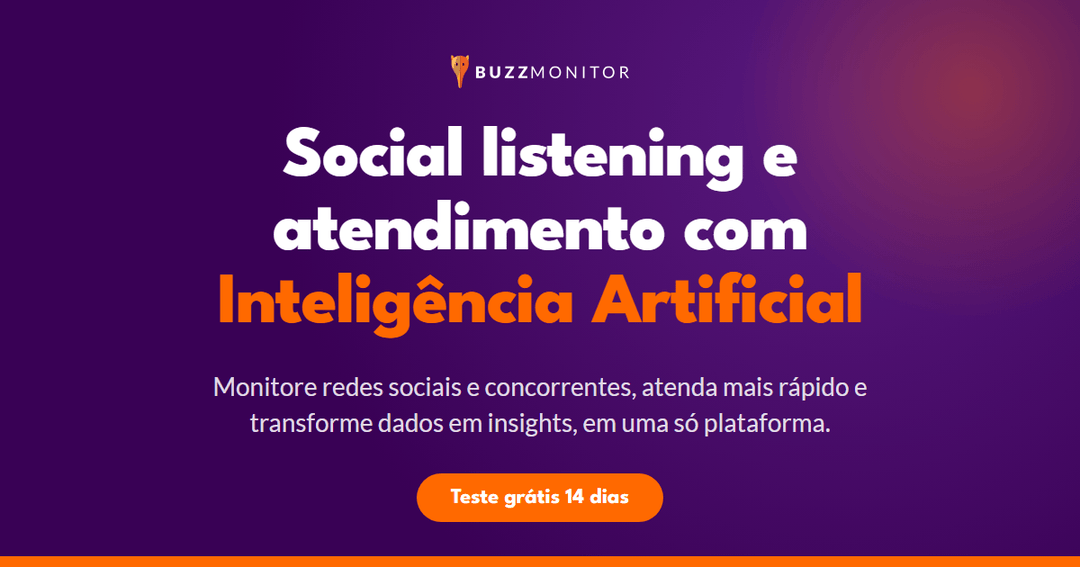 BUZZMONITOR
Social listening e
atendimento com
Inteligência Artificial
Monitore redes sociais e concorrentes, atenda mais rápido e
transforme dados em insights, em uma só plataforma.
Teste grátis 14 dias